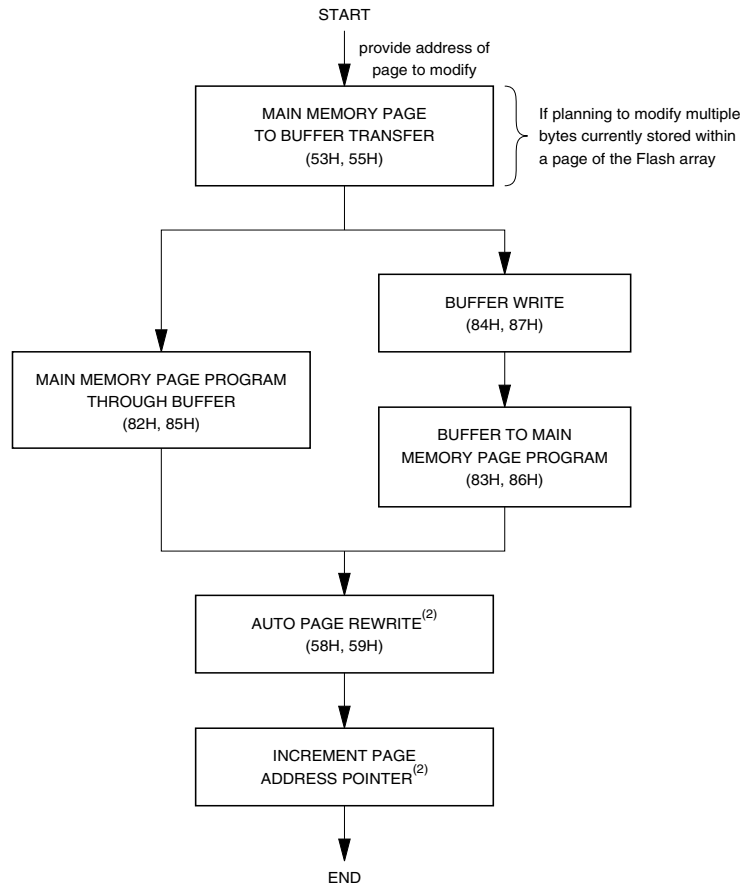 START
provide address of
page to modify
MAIN MEMORY PAGE
TO BUFFER TRANSFER
(53H, 55H)
If planning to modify multiple
bytes currently stored within
a page of the Flash array
BUFFER WRITE
(84H, 87H)
MAIN MEMORY PAGE PROGRAM
THROUGH BUFFER
(82H, 85H)
BUFFER TO MAIN
MEMORY PAGE PROGRAM
(83H, 86H)
AUTO PAGE REWRITE(2)
(58H, 59H)
INCREMENT PAGE
ADDRESS POINTER(2)
END